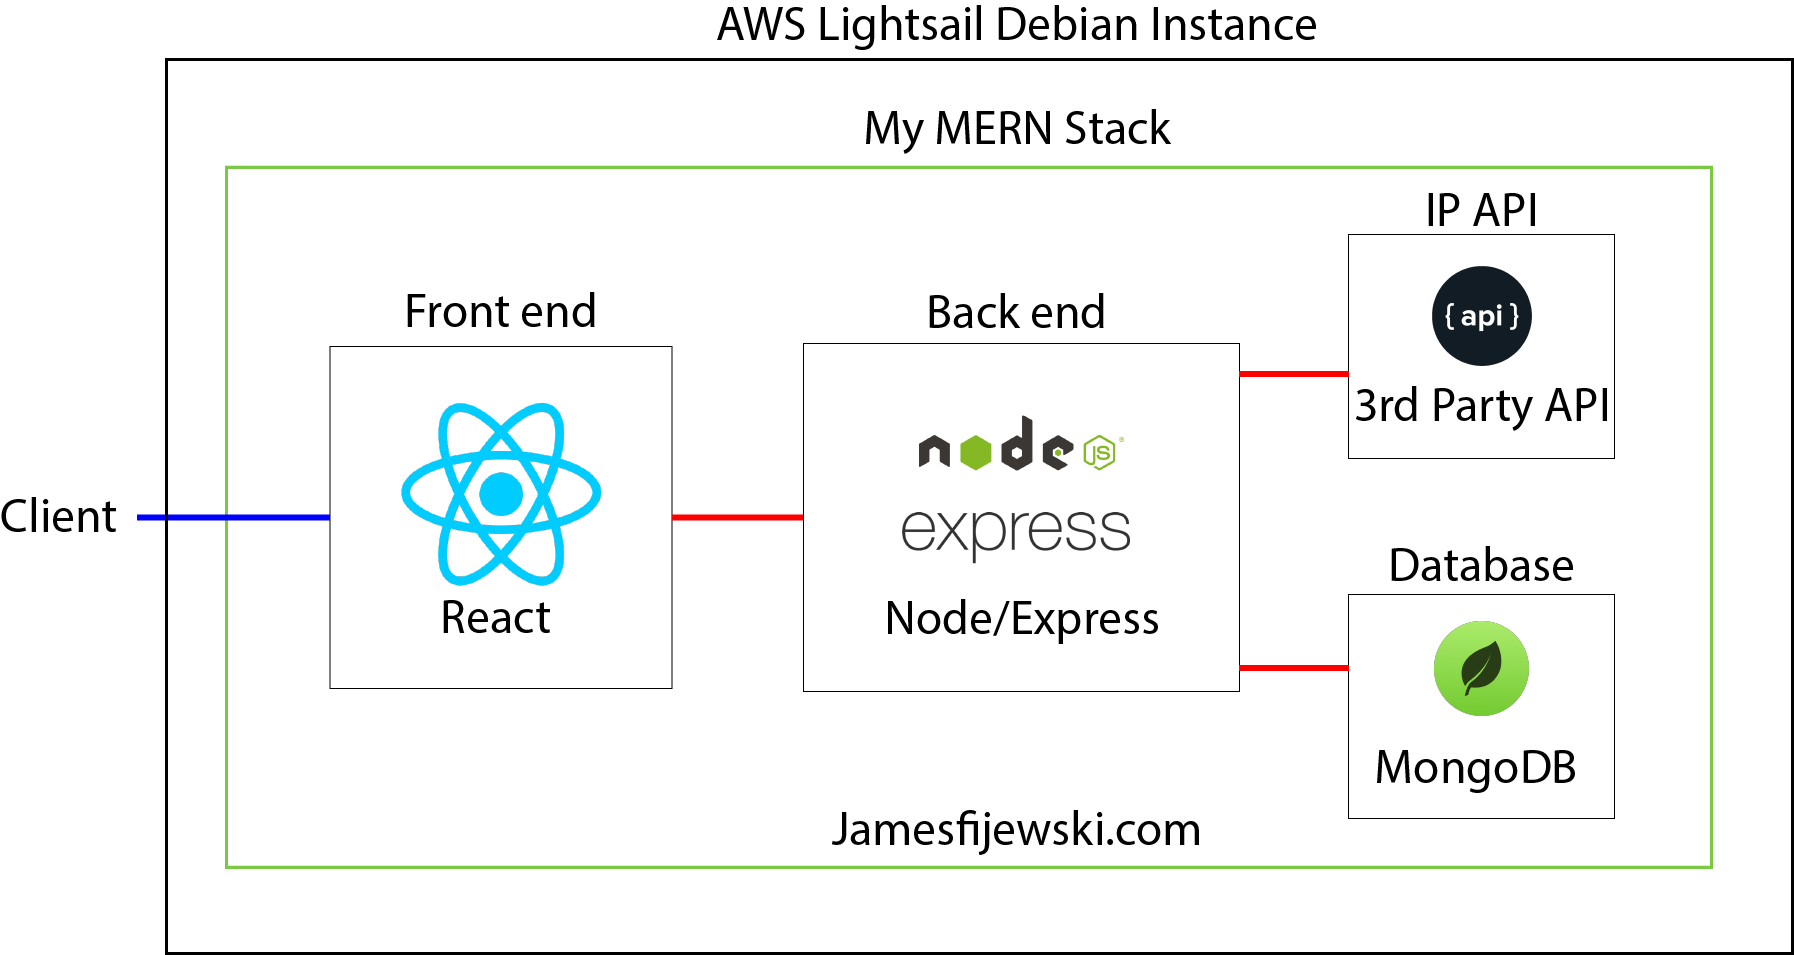 AWS Lightsail Debian Instance
My MERN Stack
IP API
{ api }
3rd Party API
Front end
Back end
node
JS
®
express
Client
React
Node/Express
Database
MongoDB
Jamesfijewski.com